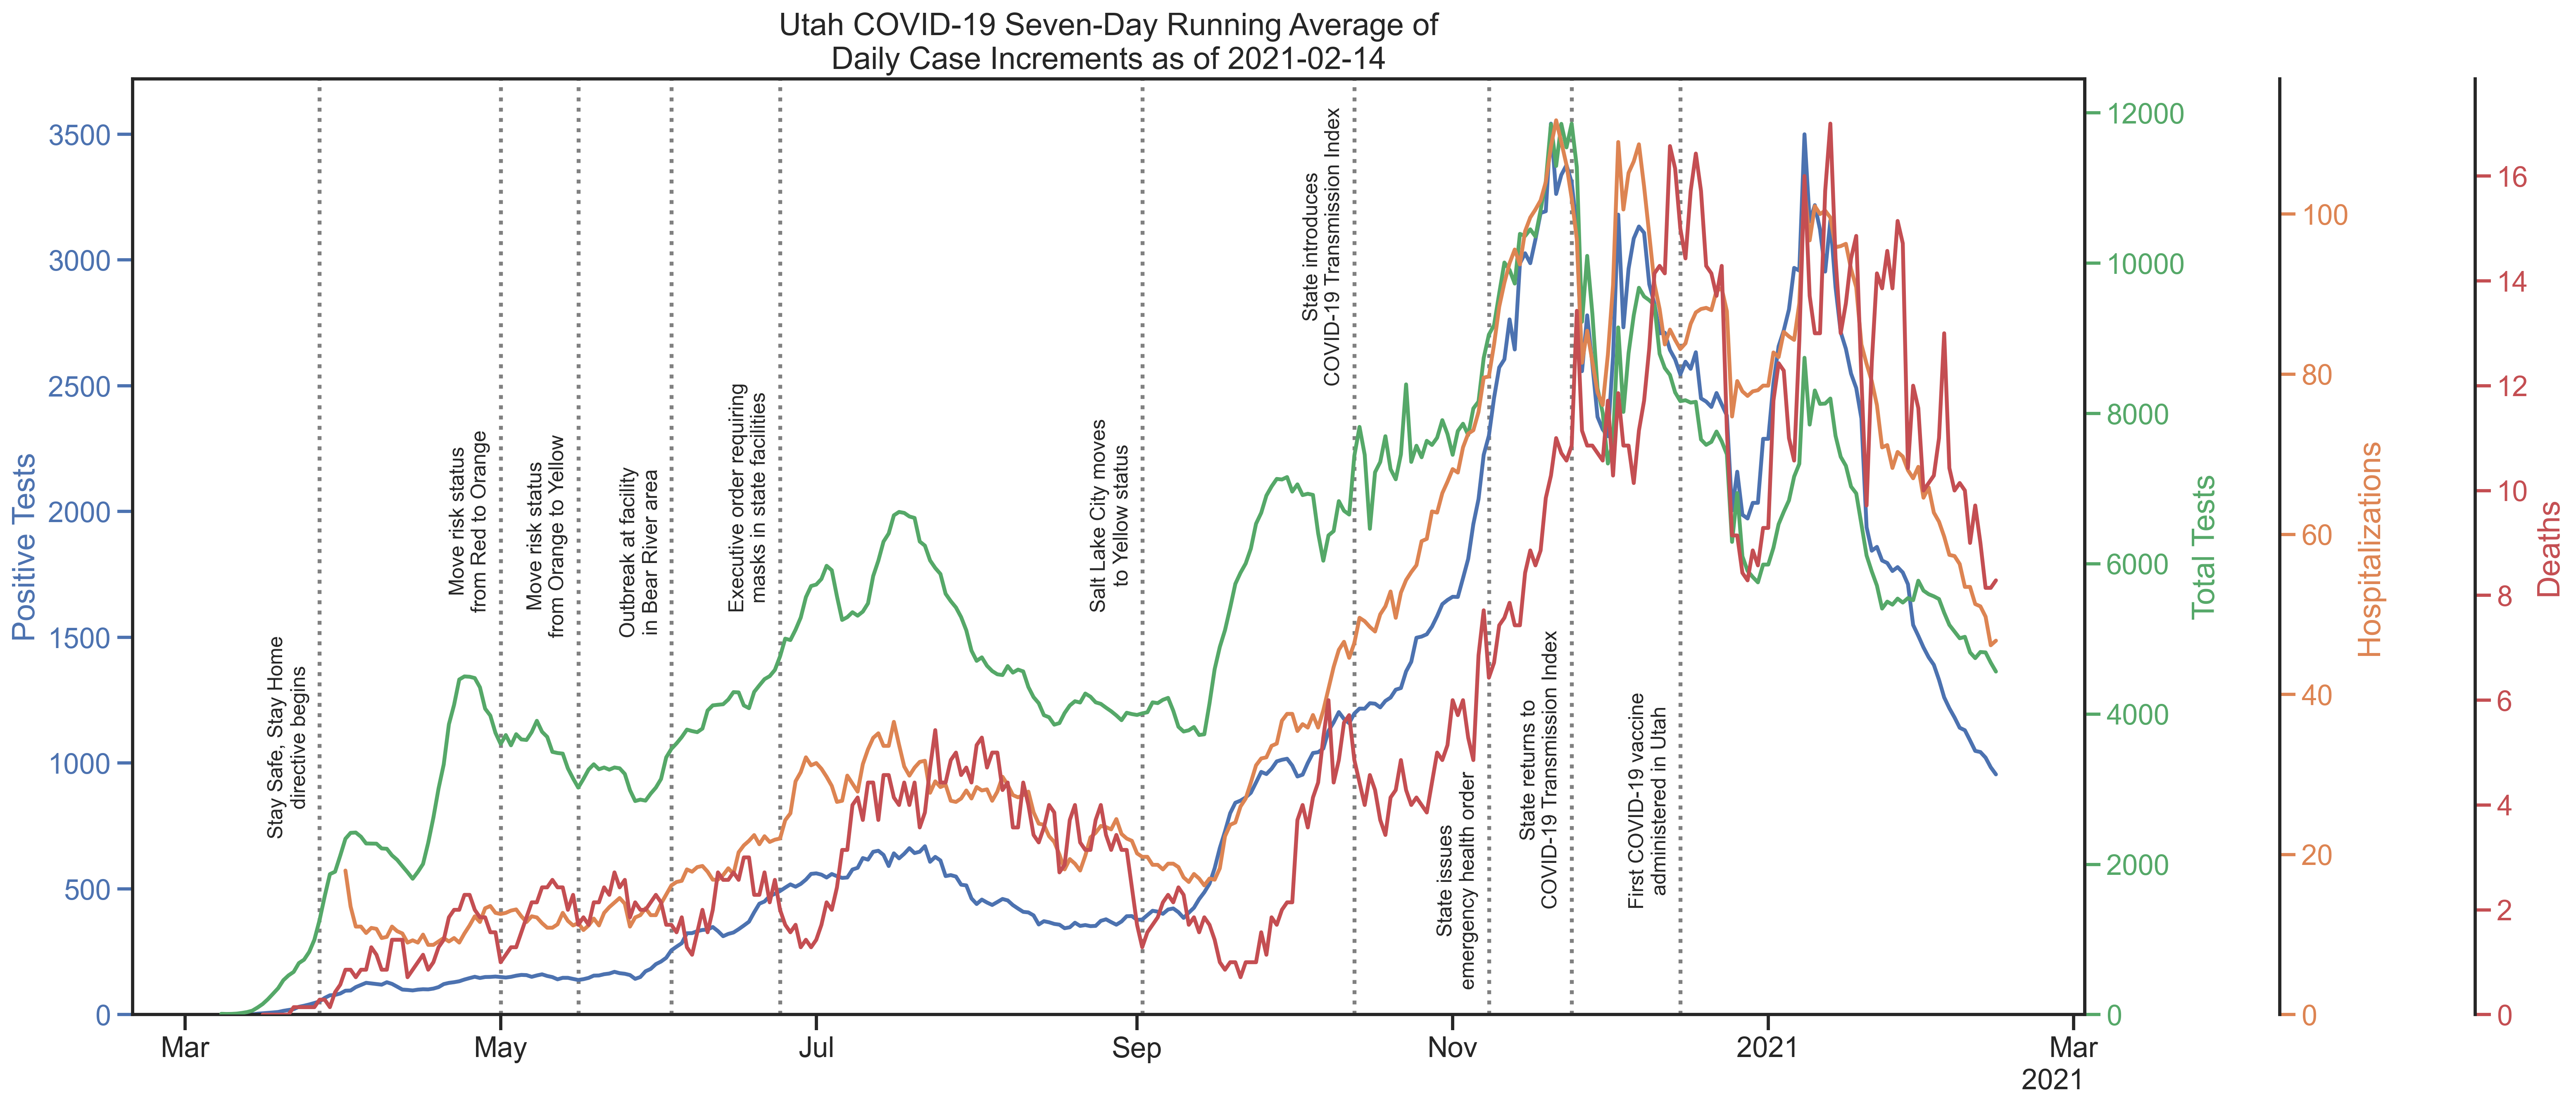 Utah COVID-19 Seven-Day Running Average of
Daily Case Increments as of 2021-02-14
Positive Tests
3500
3000
2500
2000
1500
1000
500
0
Stay Safe, Stay Home
directive begins
Move risk status
from Red to Orange
Move risk status
from Orange to Yellow
Outbreak at facility
in Bear River area
Executive order requiring
masks in state facilities
Salt Lake City moves
to Yellow status
State introduces
COVID-19 Transmission Index
State issues
emergency health order
State returns to
COVID-19 Transmission Index
First COVID-19 vaccine
administered in Utah
Mar
May
Jul
Sep
Nov
2021
Mar
2021
12000
10000
8000
6000
4000
2000
0
Total Tests
100
80
60
40
20
0
Hospitalizations
16
14
12
10
8
6
4
2
0
Deaths